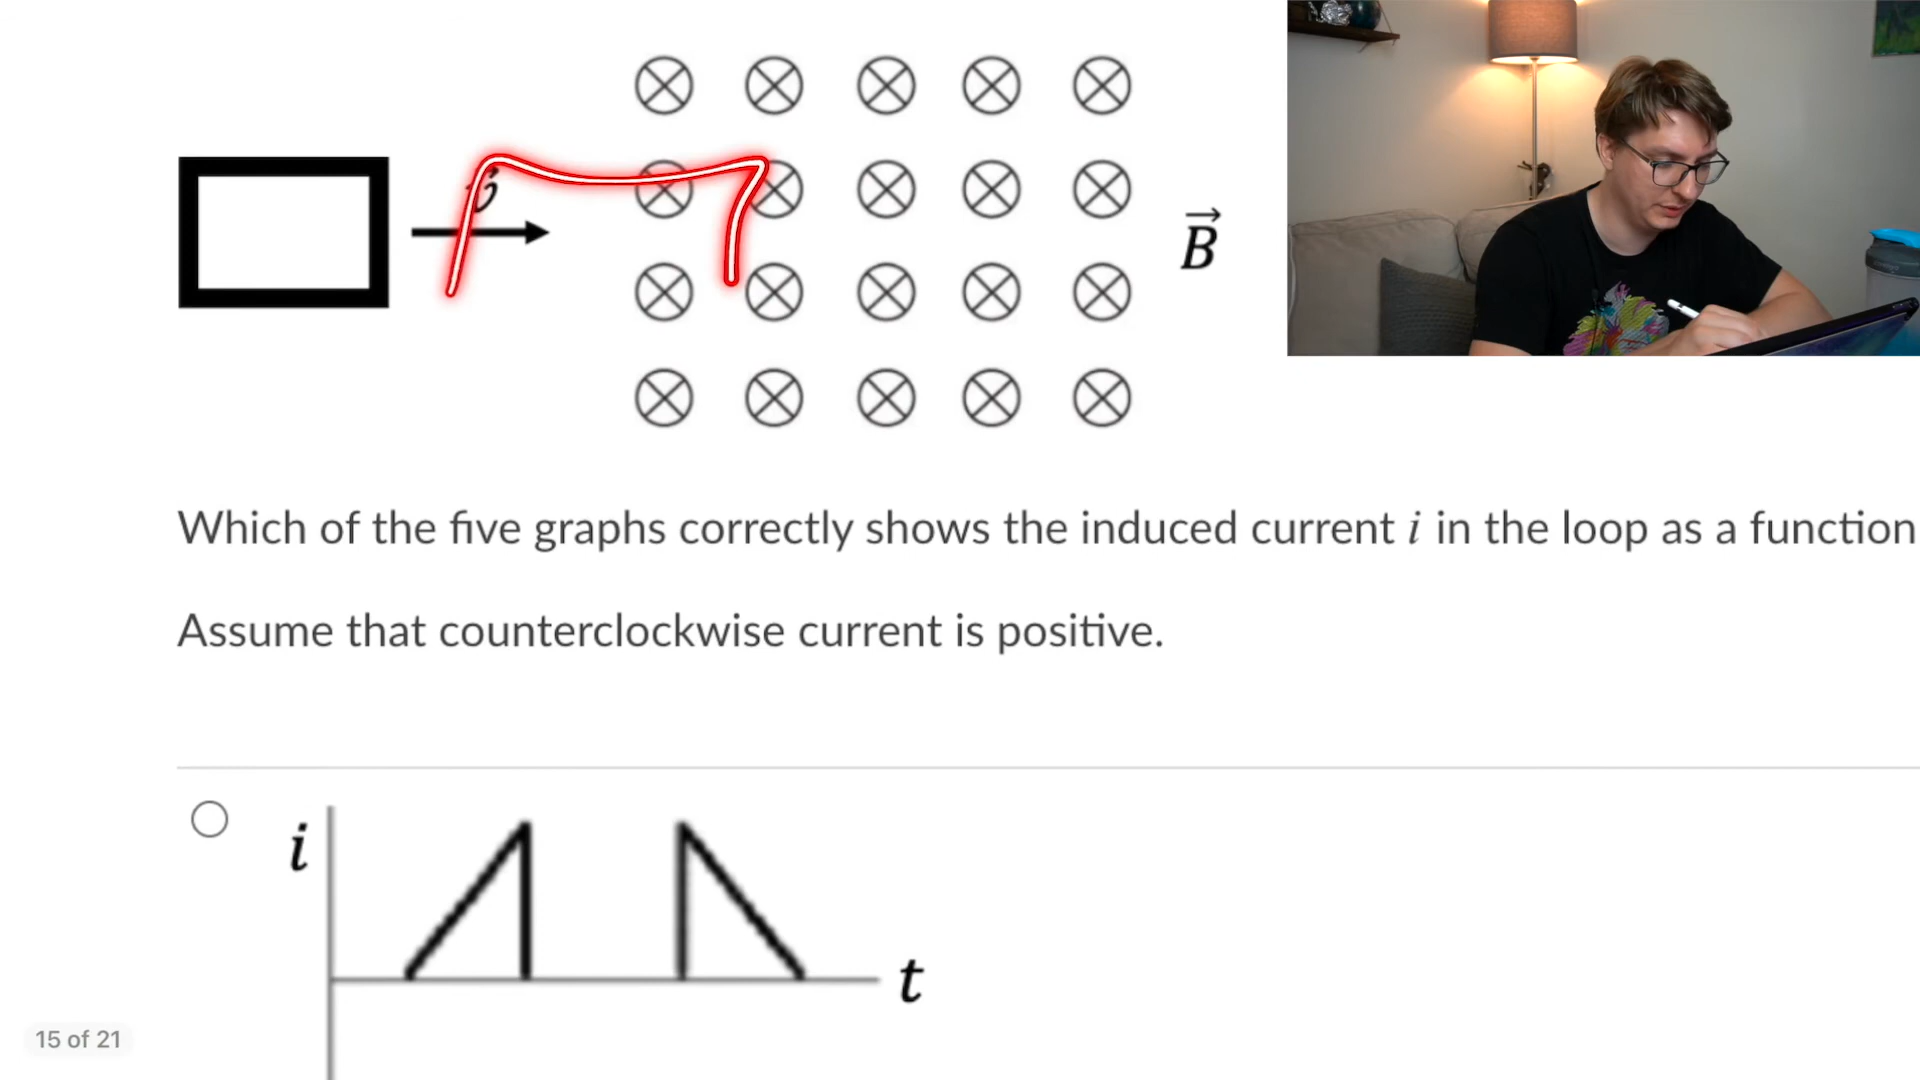 B
Which of the five graphs correctly shows the induced current i in the loop as a function
Assume that counterclockwise current is positive.
i
t
15 of 21